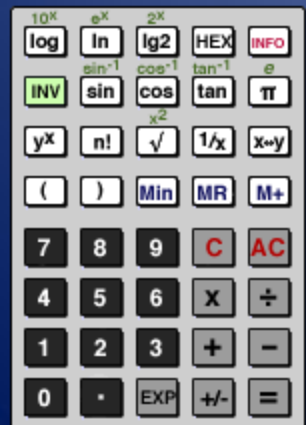 10ˣ eˣ 2ˣ
log ln lg2 HEX INFO
sin⁻¹ cos⁻¹ tan⁻¹ e
INV sin cos tan π
x²
yˣ n! √ 1/x x↔y
( ) Min MR M+
7 8 9 C AC
4 5 6 x ÷
1 2 3 + −
0 · EXP +/- =